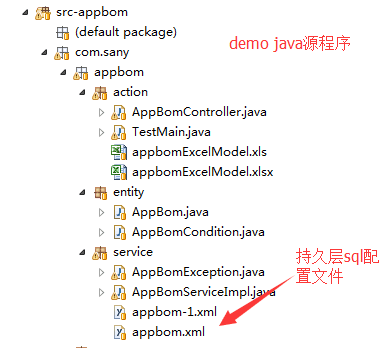 src-appbom
(default package)
demo java源程序
com.sany
appbom
action
AppBomController.java
TestMain.java
appbomExcelModel.xls
appbomExcelModel.xlsx
entity
AppBom.java
AppBomCondition.java
持久层sql配
置文件
service
AppBomException.java
AppBomServiceImpl.java
appbom-1.xml
appbom.xml